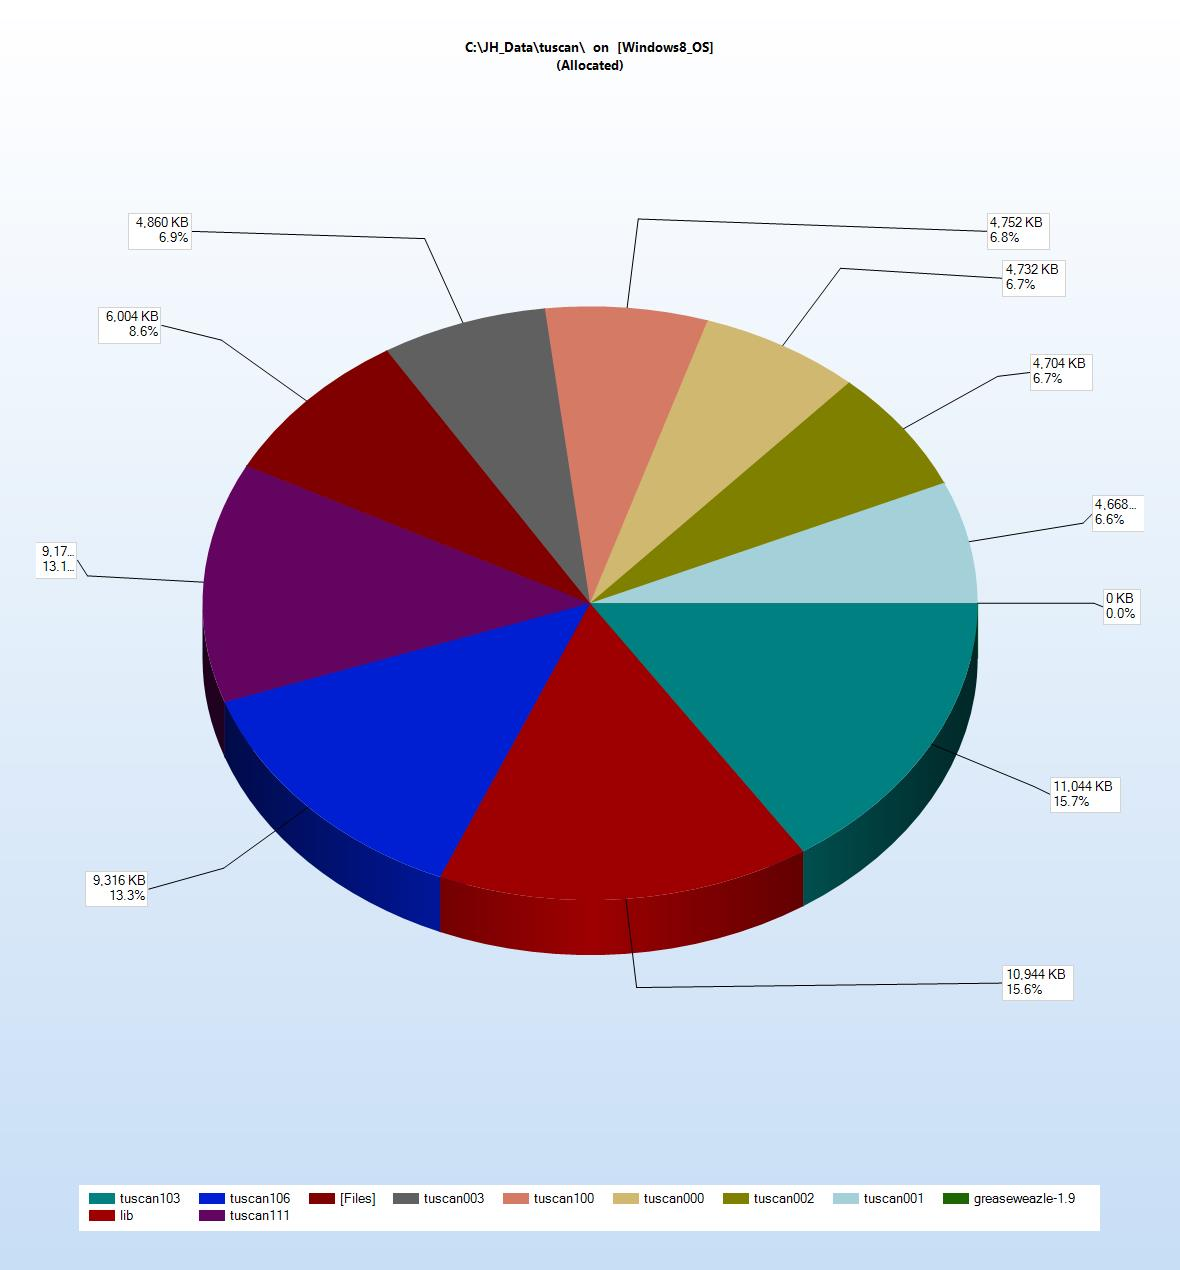 C:\JH_Data\tuscan\ on [Windows8_OS]
(Allocated)
4,860 KB
6.9%
4,752 KB
6.8%
4,732 KB
6.7%
6,004 KB
8.6%
4,704 KB
6.7%
4,668...
6.6%
9,17...
13.1...
0 KB
0.0%
11,044 KB
15.7%
9,316 KB
13.3%
10,944 KB
15.6%
tuscan103 tuscan106 [Files] tuscan003 tuscan100 tuscan000 tuscan002 tuscan001 greaseweazle-1.9
lib tuscan111